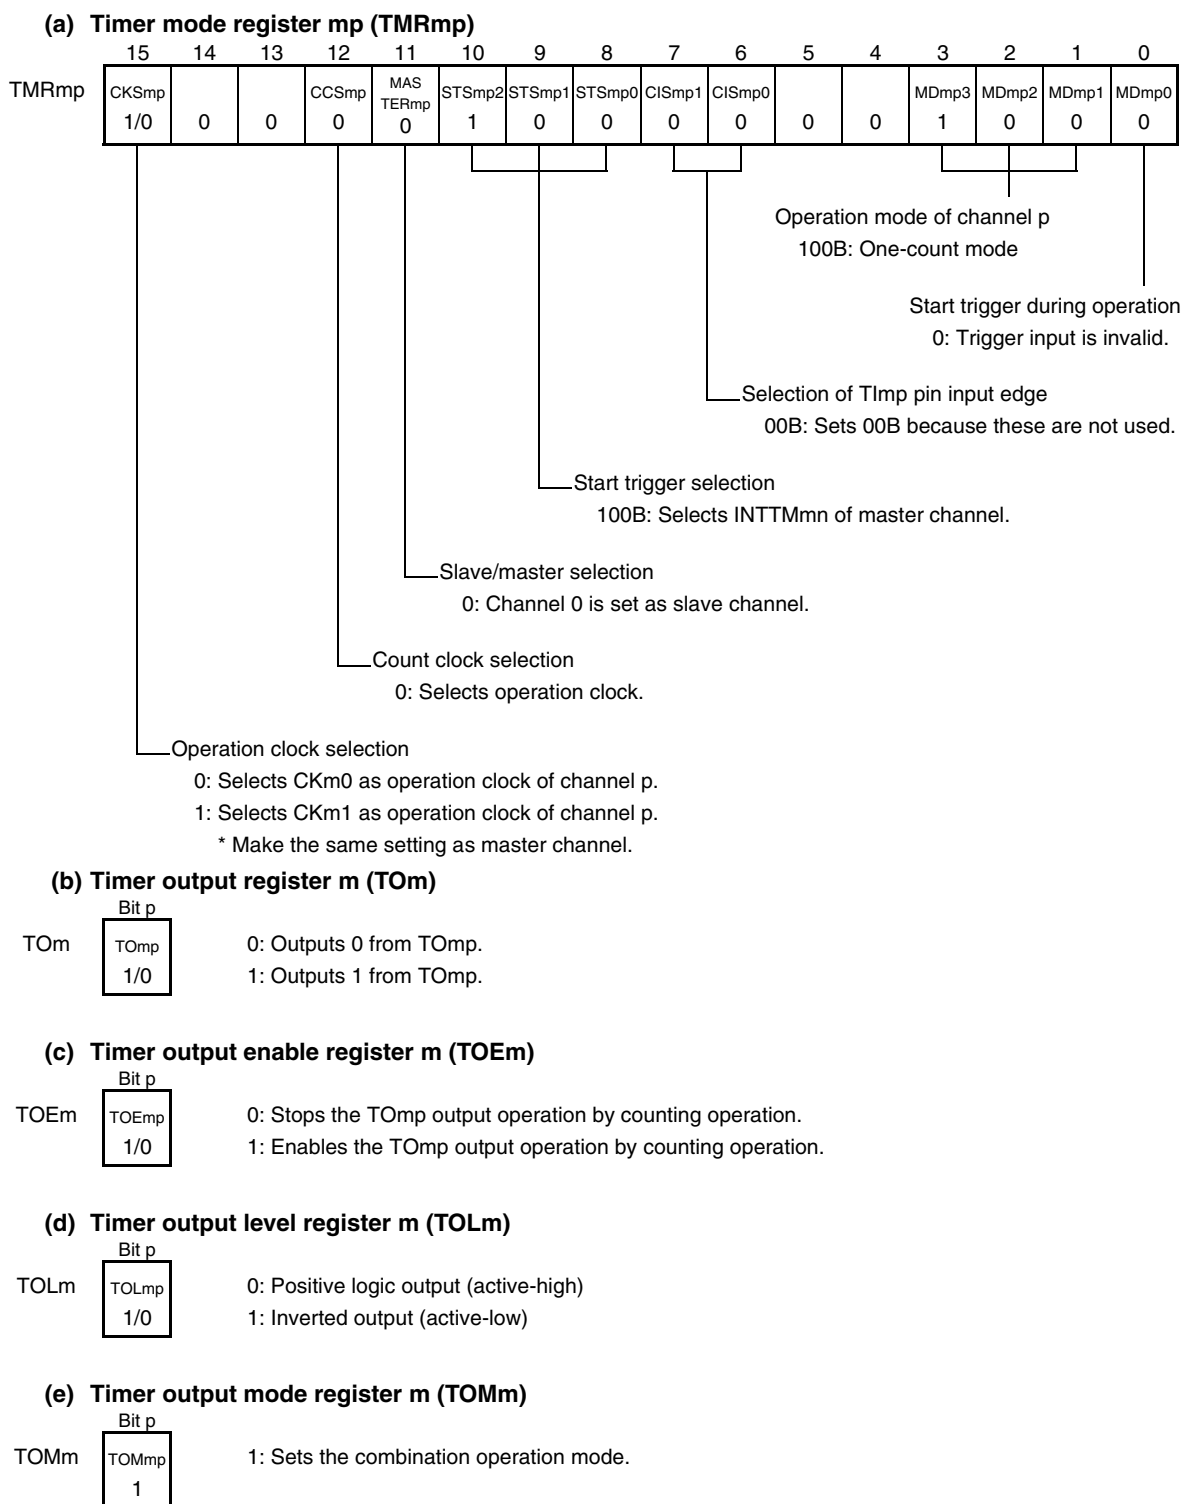 (a) Timer mode register mp (TMRmp)
15 14 13 12 11 10 9 8 7 6 5 4 3 2 1 0
TMRmp CKSmp CCSmp MAS TERmp STSmp2 STSmp1 STSmp0 CISmp1 CISmp0 MDmp3 MDmp2 MDmp1 MDmp0
1/0 0 0 0 0 1 0 0 0 0 0 0 1 0 0 0
Operation mode of channel p
100B: One-count mode
Start trigger during operation
0: Trigger input is invalid.
Selection of TImp pin input edge
00B: Sets 00B because these are not used.
Start trigger selection
100B: Selects INTTMmn of master channel.
Slave/master selection
0: Channel 0 is set as slave channel.
Count clock selection
0: Selects operation clock.
Operation clock selection
0: Selects CKm0 as operation clock of channel p.
1: Selects CKm1 as operation clock of channel p.
* Make the same setting as master channel.
(b) Timer output register m (TOm)
Bit p
TOm TOmp 0: Outputs 0 from TOmp.
1/0 1: Outputs 1 from TOmp.
(c) Timer output enable register m (TOEm)
Bit p
TOEm TOEmp 0: Stops the TOmp output operation by counting operation.
1/0 1: Enables the TOmp output operation by counting operation.
(d) Timer output level register m (TOLm)
Bit p
TOLm TOLmp 0: Positive logic output (active-high)
1/0 1: Inverted output (active-low)
(e) Timer output mode register m (TOMm)
Bit p
TOMm TOMmp 1: Sets the combination operation mode.
1